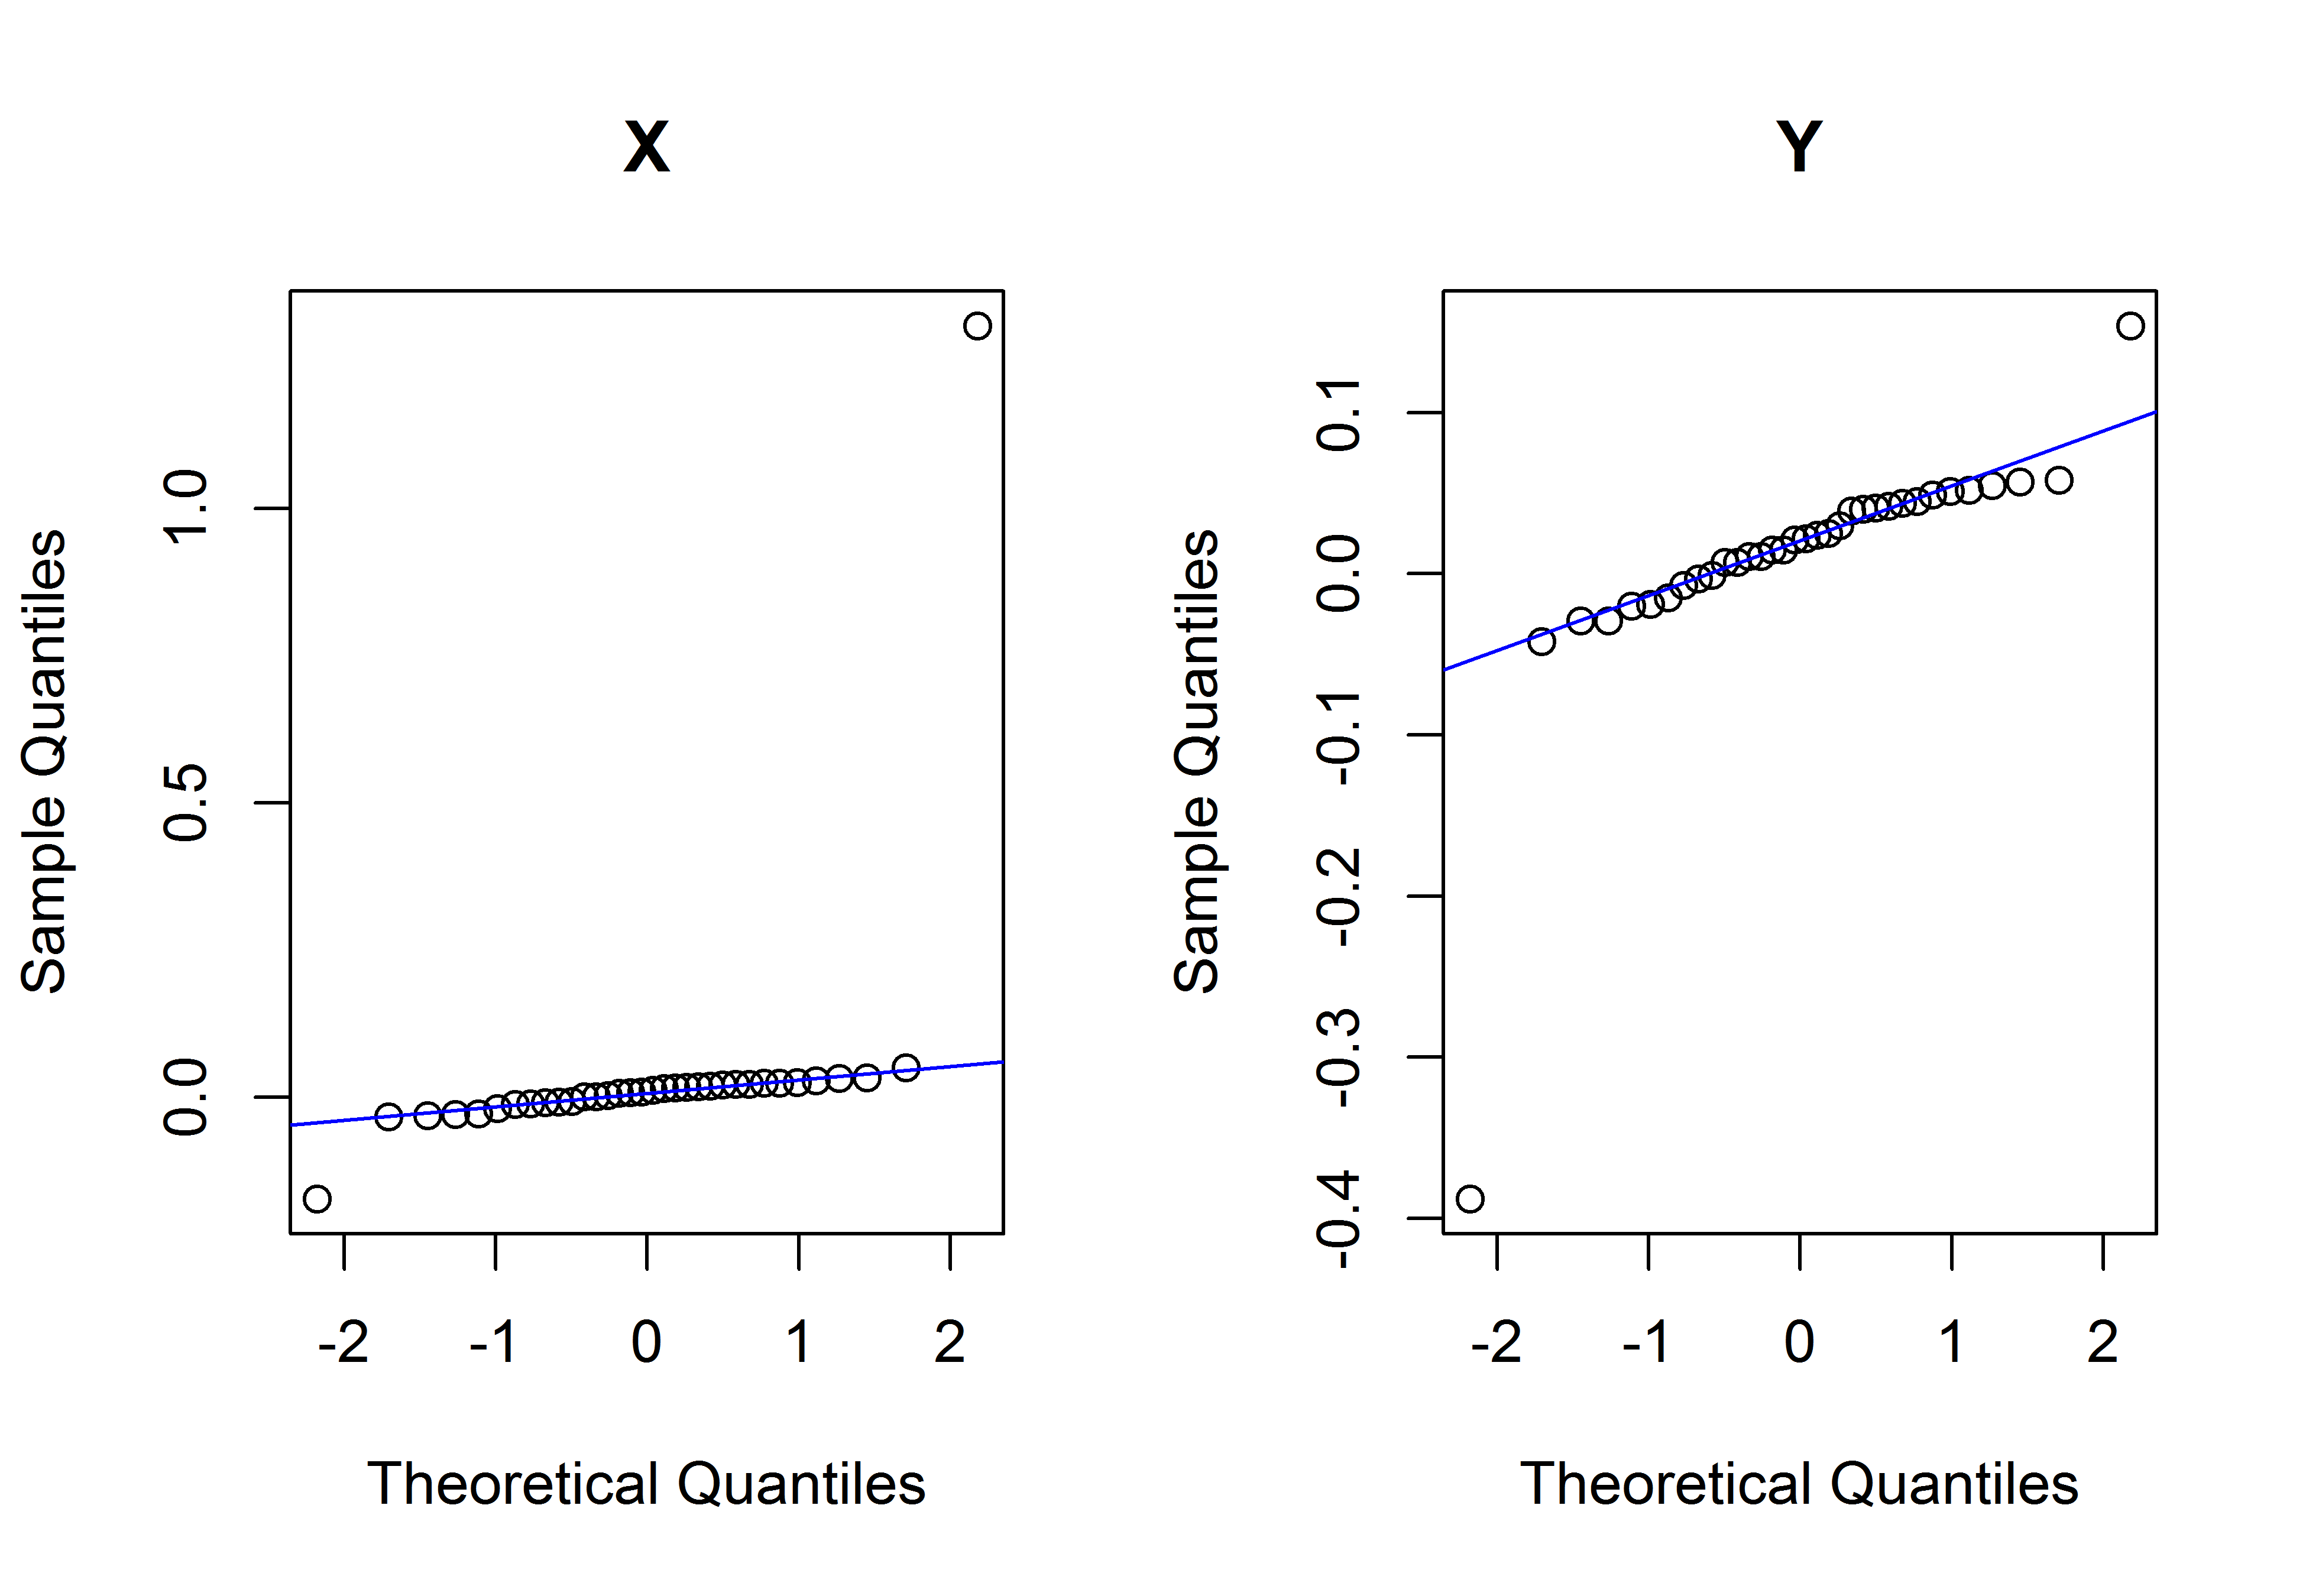 X
Sample Quantiles
1.0
0.5
0.0
-2 -1 0 1 2
Theoretical Quantiles
Y
Sample Quantiles
0.1
0.0
-0.1
-0.2
-0.3
-0.4
-2 -1 0 1 2
Theoretical Quantiles